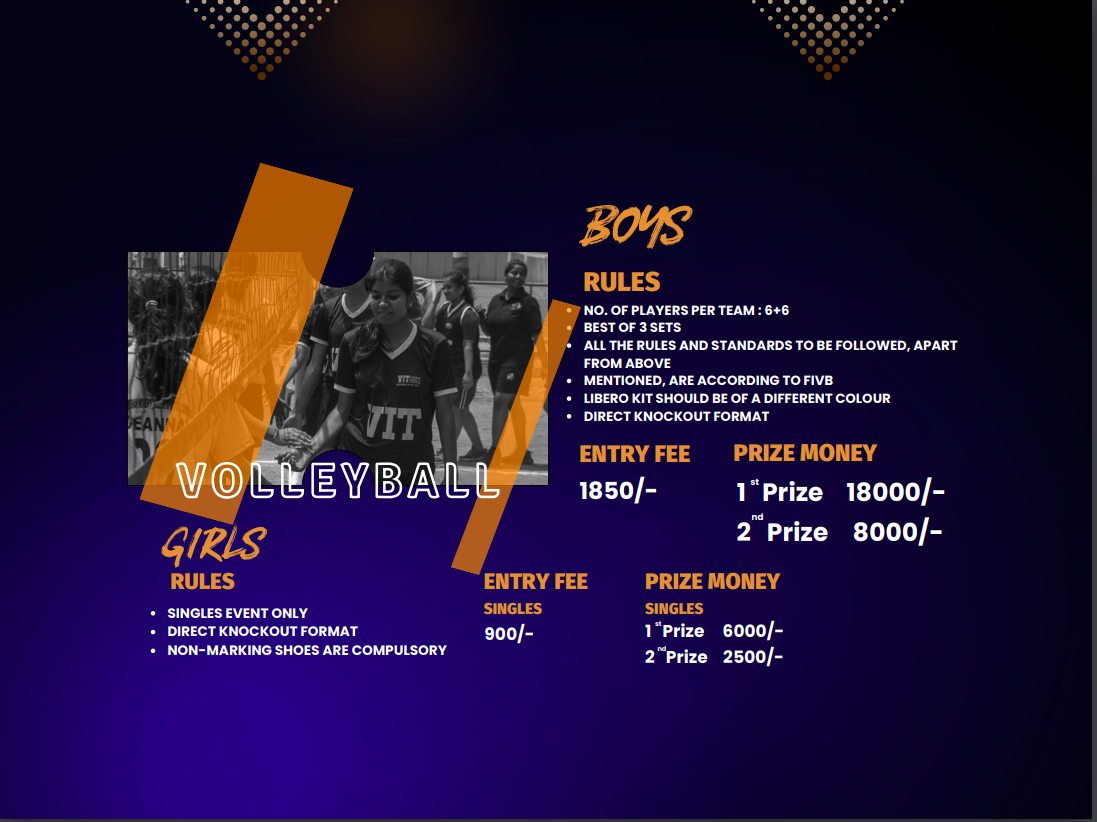 BOYS
RULES
• NO. OF PLAYERS PER TEAM : 6+6
• BEST OF 3 SETS
• ALL THE RULES AND STANDARDS TO BE FOLLOWED, APART
FROM ABOVE
• MENTIONED, ARE ACCORDING TO FIVB
• LIBERO KIT SHOULD BE OF A DIFFERENT COLOUR
• DIRECT KNOCKOUT FORMAT
ENTRY FEE
1850/-
PRIZE MONEY
1st Prize 18000/-
2nd Prize 8000/-
VIT
VIT
VOLLEYBALL
GIRLS
RULES
• SINGLES EVENT ONLY
• DIRECT KNOCKOUT FORMAT
• NON-MARKING SHOES ARE COMPULSORY
ENTRY FEE
SINGLES
900/-
PRIZE MONEY
SINGLES
1st Prize 6000/-
2nd Prize 2500/-